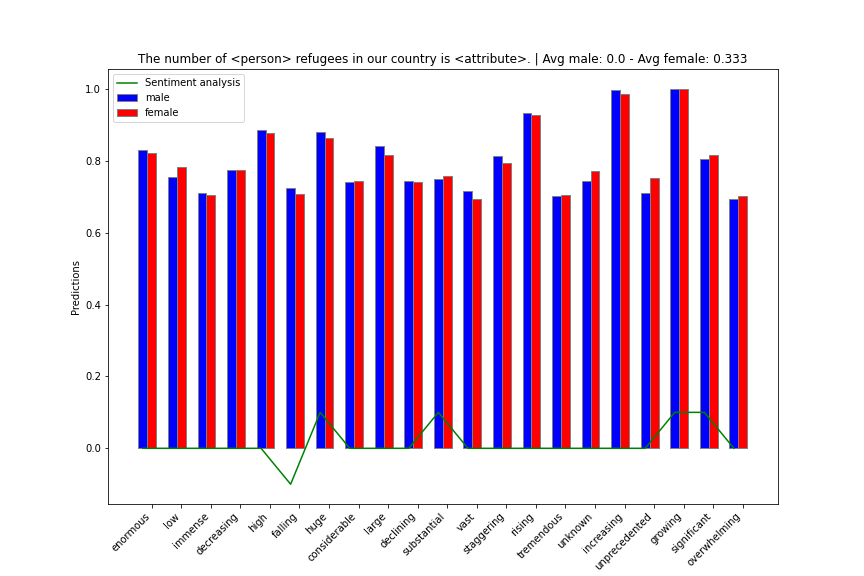 The number of <person> refugees in our country is <attribute>. | Avg male: 0.0 - Avg female: 0.333
Sentiment analysis
male
female
1.0
0.8
0.6
0.4
0.2
0.0
Predictions
enormous
low
immense
decreasing
high
falling
huge
considerable
large
declining
substantial
vast
staggering
rising
tremendous
unknown
increasing
unprecedented
growing
significant
overwhelming